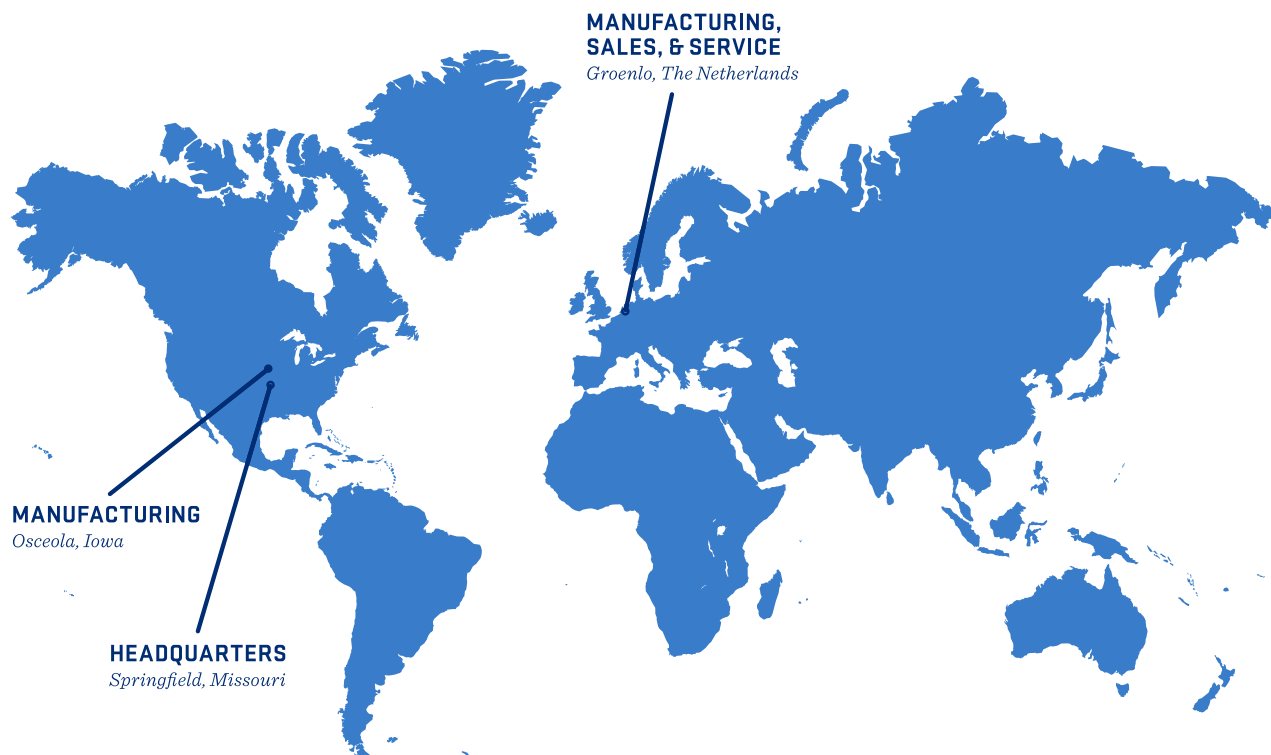 MANUFACTURING,
SALES, & SERVICE
Groenlo, The Netherlands
MANUFACTURING
Osceola, Iowa
HEADQUARTERS
Springfield, Missouri